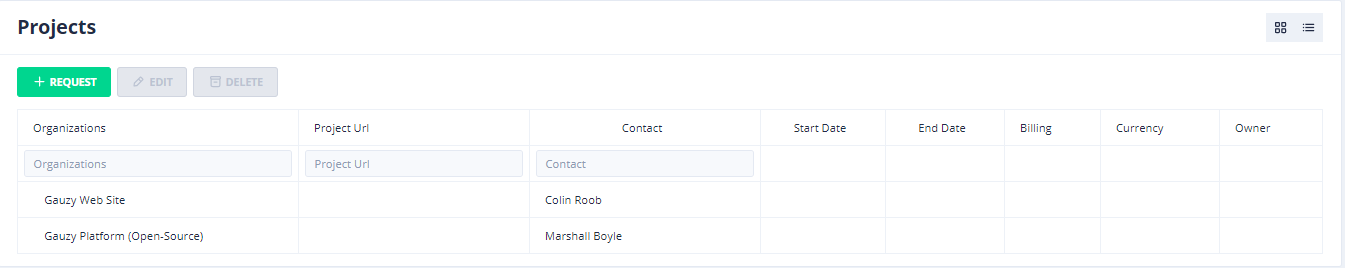 Projects
REQUEST EDIT DELETE
Organizations Project Url Contact Start Date End Date Billing Currency Owner
Organizations Project Url Contact
Gauzy Web Site Colin Roob
Gauzy Platform (Open-Source) Marshall Boyle